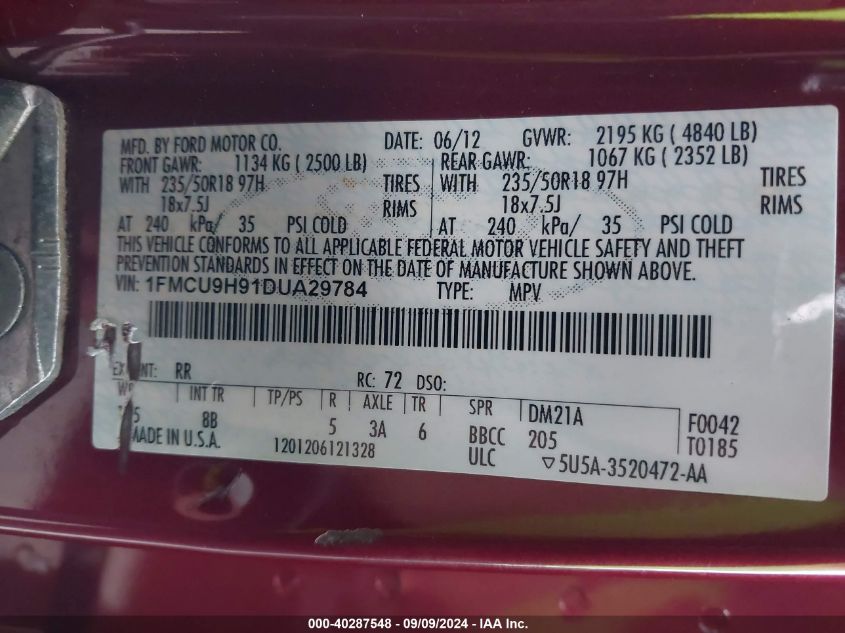 MFD. BY FORD MOTOR CO. DATE: 06/12 GVWR: 2195 KG ( 4840 LB)
FRONT GAWR: 1134 KG ( 2500 LB) REAR GAWR: 1067 KG ( 2352 LB)
WITH 235/50R18 97H TIRES WITH 235/50R18 97H TIRES
18x7.5J RIMS 18x7.5J RIMS
AT 240 kPa/ 35 PSI COLD AT 240 kPa/ 35 PSI COLD
THIS VEHICLE CONFORMS TO ALL APPLICABLE FEDERAL MOTOR VEHICLE SAFETY AND THEFT
PREVENTION STANDARDS IN EFFECT ON THE DATE OF MANUFACTURE SHOWN ABOVE.
VIN: 1FMCU9H91DUA29784 TYPE: MPV
RR RC: 72 DSO:
INT TR TP/PS R AXLE TR SPR DM21A F0042
8B 5 3A 6 BBCC 205 T0185
MADE IN U.S.A. 1201206121328 ULC ▽5U5A-3520472-AA
000-40287548 - 09/09/2024 - IAA Inc.